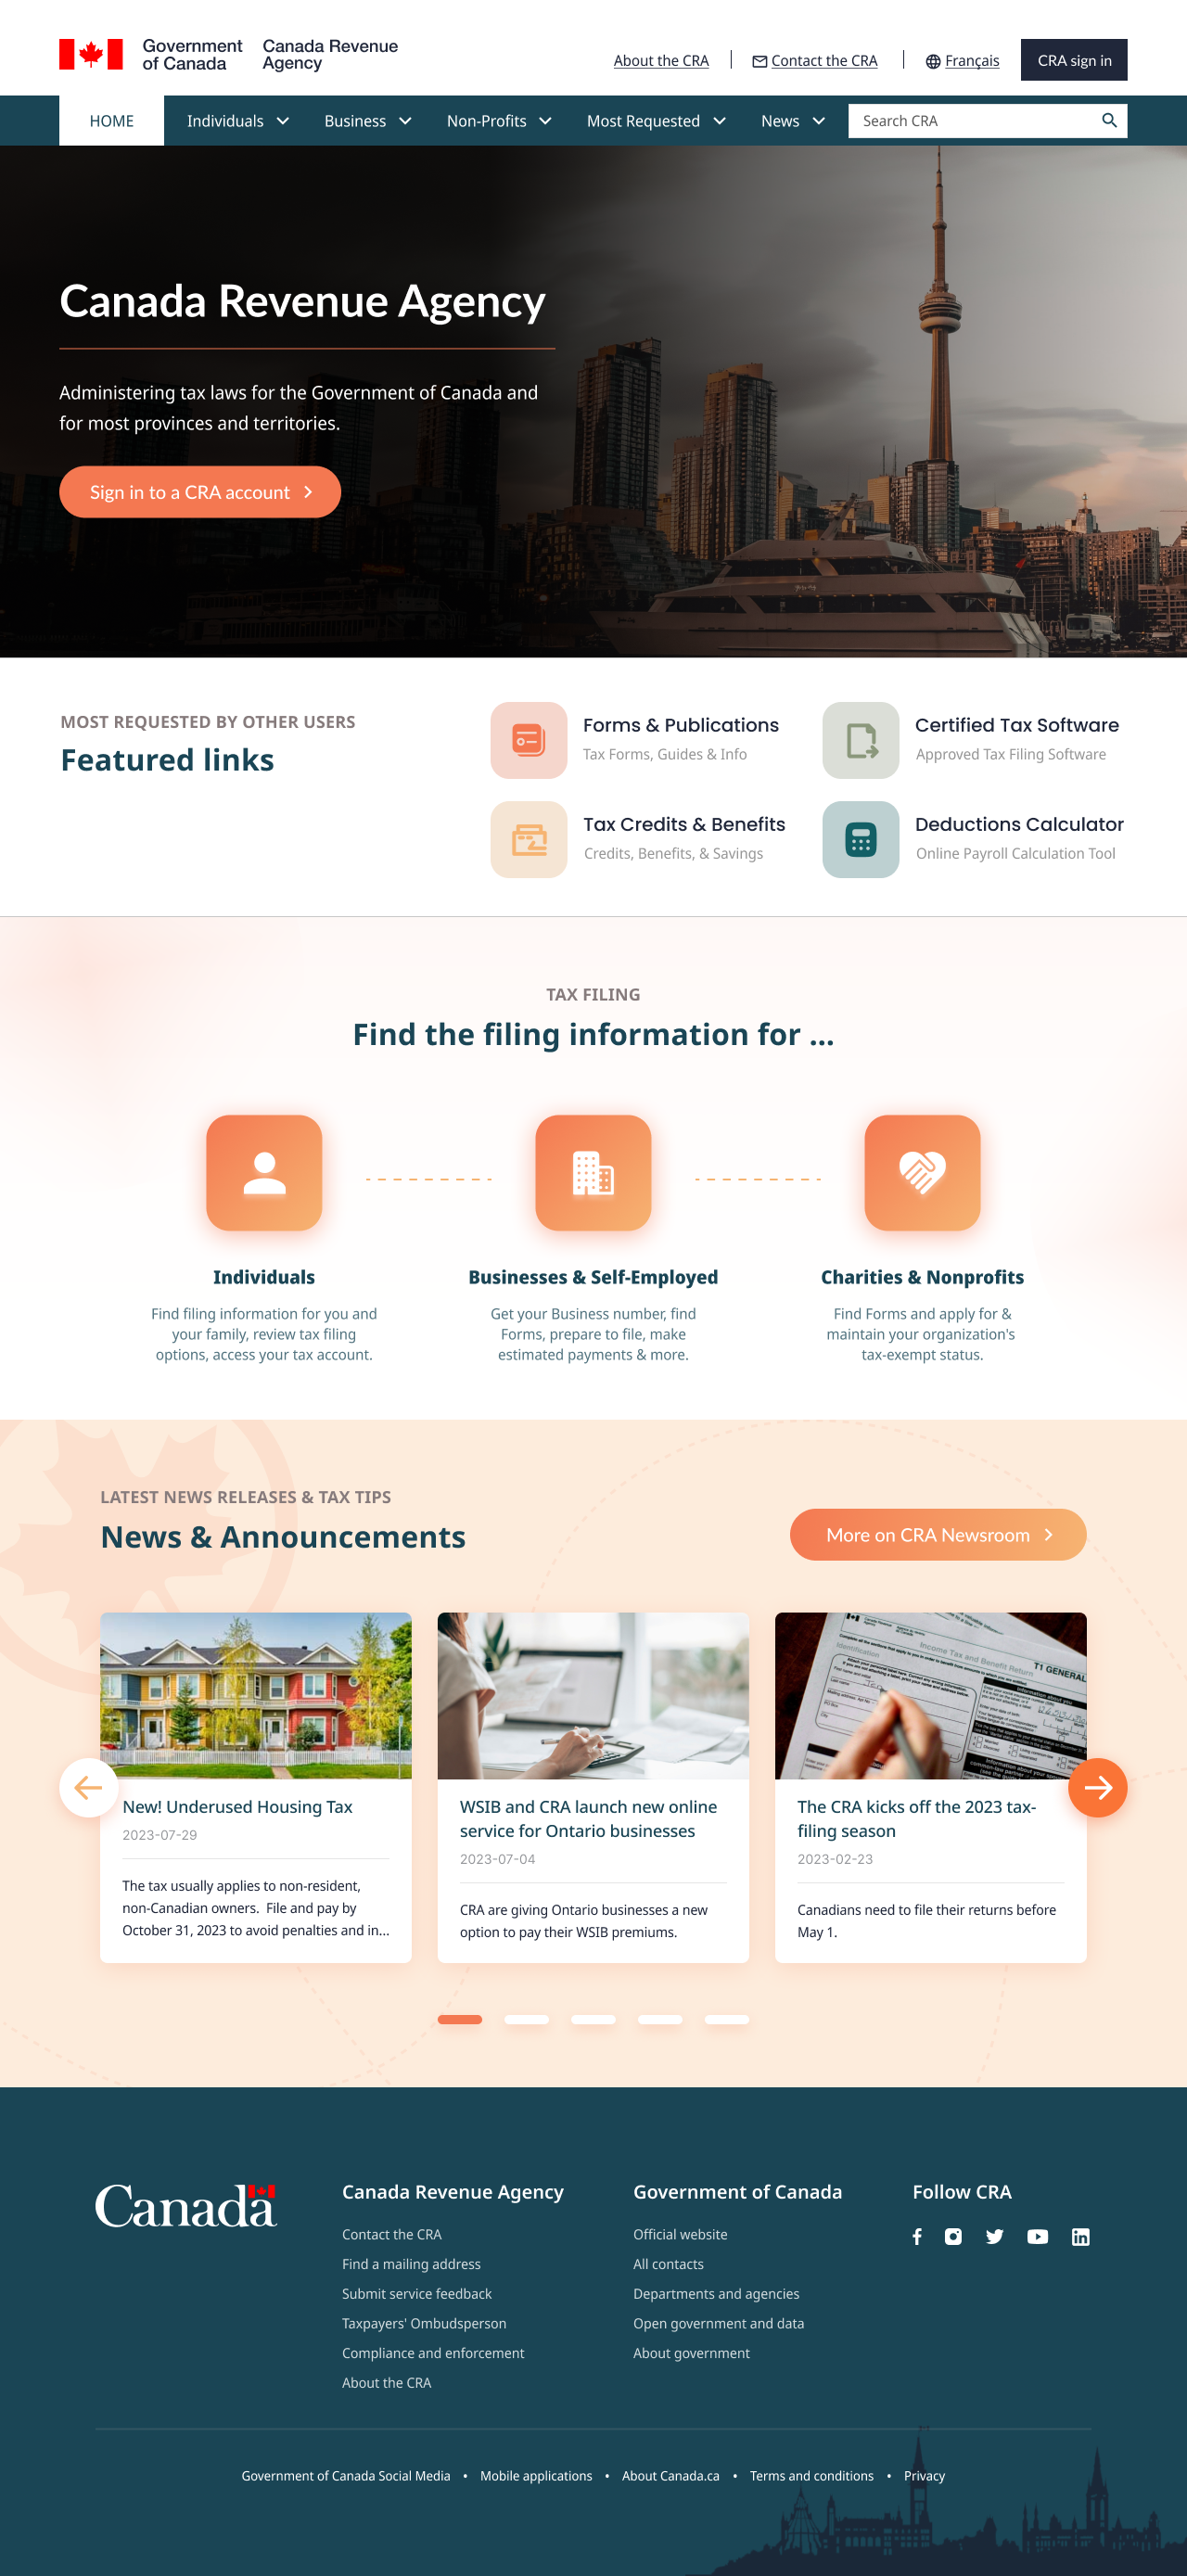 Government of Canada
Canada Revenue Agency
About the CRA
Contact the CRA
Français
CRA sign in
HOME
Individuals
Business
Non-Profits
Most Requested
News
Search CRA
Canada Revenue Agency
Administering tax laws for the Government of Canada and
for most provinces and territories.
Sign in to a CRA account
MOST REQUESTED BY OTHER USERS
Featured links
Forms & Publications
Tax Forms, Guides & Info
Certified Tax Software
Approved Tax Filing Software
Tax Credits & Benefits
Credits, Benefits, & Savings
Deductions Calculator
Online Payroll Calculation Tool
TAX FILING
Find the filing information for ...
Individuals
Find filing information for you and
your family, review tax filing
options, access your tax account.
Businesses & Self-Employed
Get your Business number, find
Forms, prepare to file, make
estimated payments & more.
Charities & Nonprofits
Find Forms and apply for &
maintain your organization's
tax-exempt status.
LATEST NEWS RELEASES & TAX TIPS
News & Announcements
More on CRA Newsroom
Income Tax and Benefit Return
T1 GENERAL
Identification
New! Underused Housing Tax
2023-07-29
The tax usually applies to non-resident,
non-Canadian owners. File and pay by
October 31, 2023 to avoid penalties and in...
WSIB and CRA launch new online
service for Ontario businesses
2023-07-04
CRA are giving Ontario businesses a new
option to pay their WSIB premiums.
The CRA kicks off the 2023 tax-
filing season
2023-02-23
Canadians need to file their returns before
May 1.
Canada
Canada Revenue Agency
Contact the CRA
Find a mailing address
Submit service feedback
Taxpayers' Ombudsperson
Compliance and enforcement
About the CRA
Government of Canada
Official website
All contacts
Departments and agencies
Open government and data
About government
Follow CRA
Government of Canada Social Media • Mobile applications • About Canada.ca • Terms and conditions • Privacy